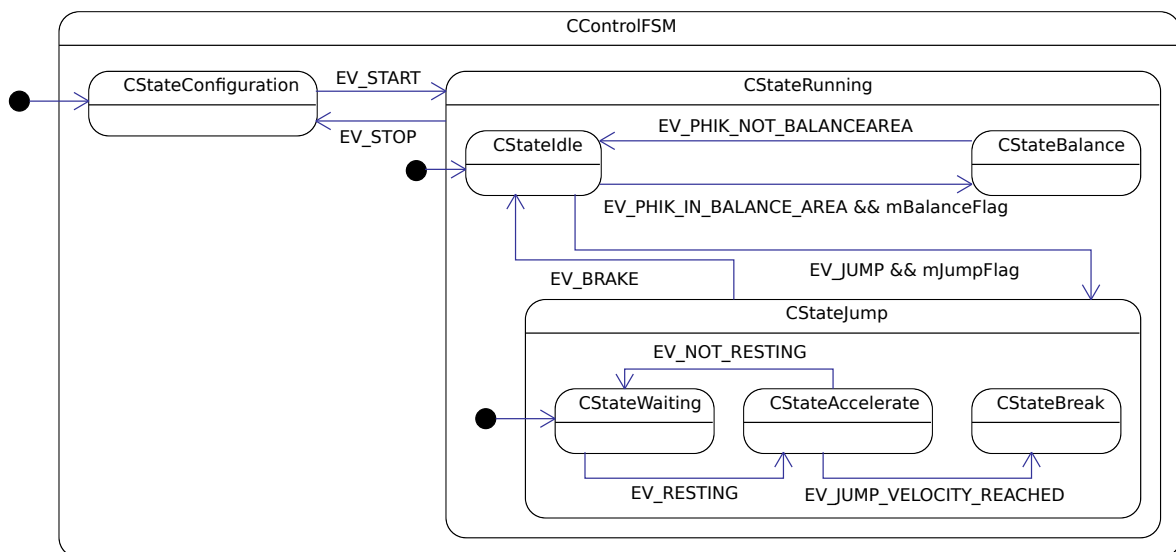 CControlFSM
CStateConfiguration
EV_START
EV_STOP
CStateRunning
EV_PHIK_NOT_BALANCEAREA
CStateIdle
CStateBalance
EV_PHIK_IN_BALANCE_AREA && mBalanceFlag
EV_JUMP && mJumpFlag
EV_BRAKE
CStateJump
EV_NOT_RESTING
CStateWaiting
CStateAccelerate
CStateBreak
EV_RESTING
EV_JUMP_VELOCITY_REACHED